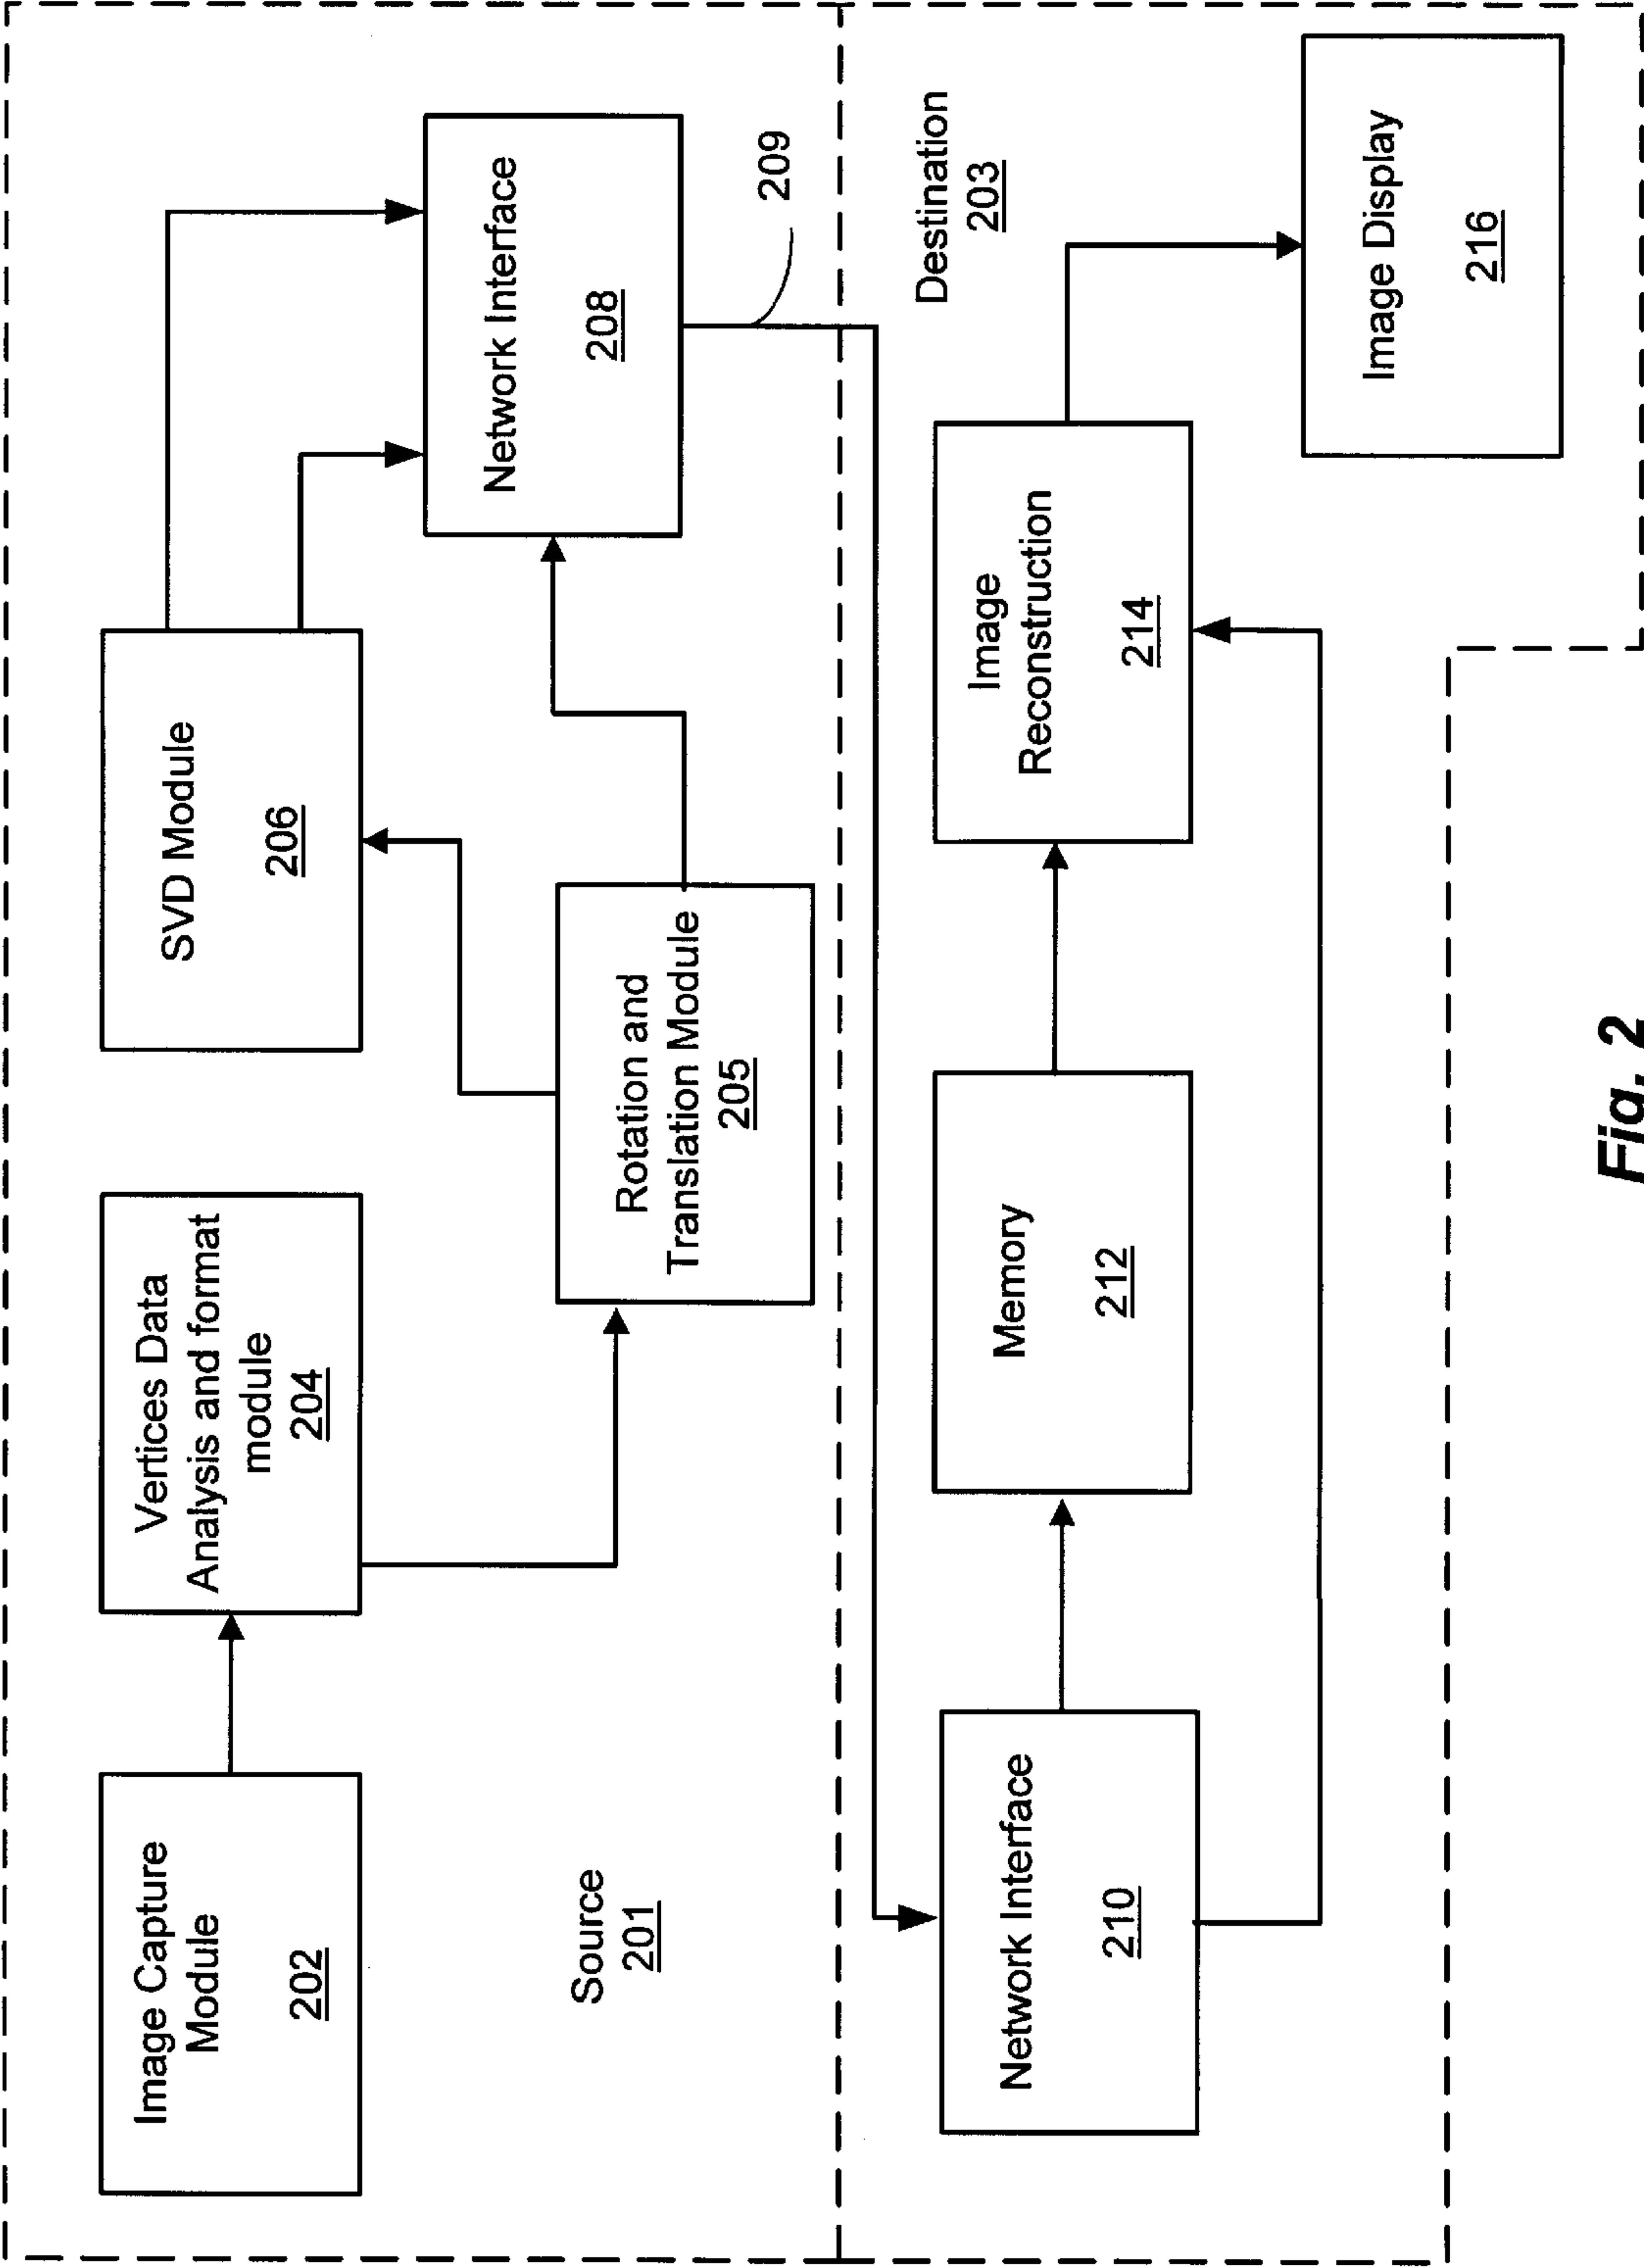 Image Capture
Module
202
Vertices Data
Analysis and format
module
204
SVD Module
206
Rotation and
Translation Module
205
Network Interface
208
209
Source
201
Destination
203
Network Interface
210
Memory
212
Image
Reconstruction
214
Image Display
216
Fig. 2